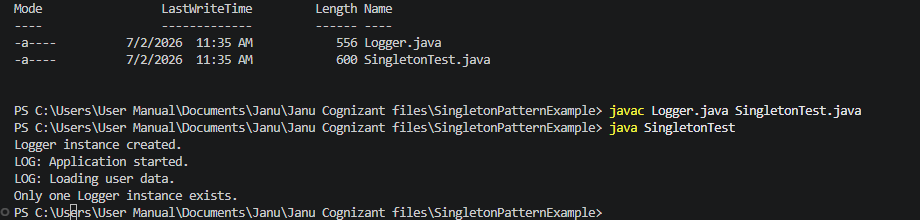 Mode LastWriteTime Length Name
---- ------------- ------ ----
-a---- 7/2/2026 11:35 AM 556 Logger.java
-a---- 7/2/2026 11:35 AM 600 SingletonTest.java
PS C:\Users\User Manual\Documents\Janu\Janu Cognizant files\SingletonPatternExample> javac Logger.java SingletonTest.java
PS C:\Users\User Manual\Documents\Janu\Janu Cognizant files\SingletonPatternExample> java SingletonTest
Logger instance created.
LOG: Application started.
LOG: Loading user data.
Only one Logger instance exists.
PS C:\Users\User Manual\Documents\Janu\Janu Cognizant files\SingletonPatternExample>